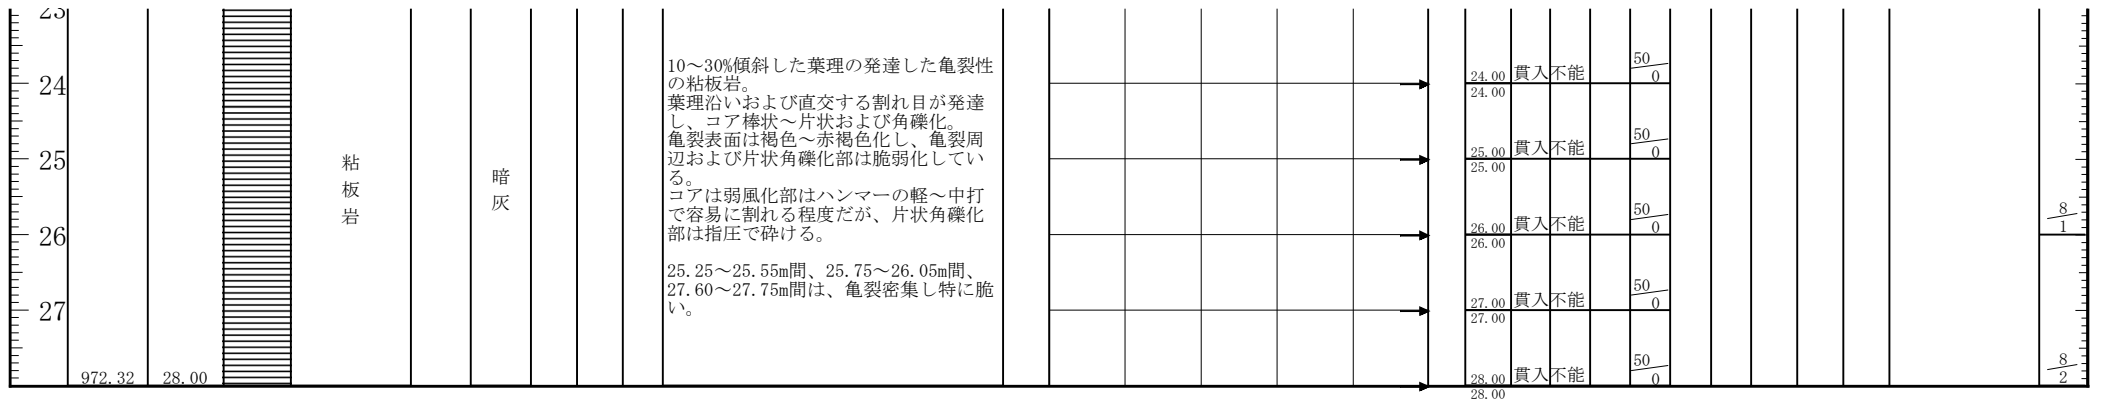 23
24
25
26
27
972.32
28.00
粘板岩
暗灰
10～30%傾斜した葉理の発達した亀裂性
の粘板岩。
葉理沿いおよび直交する割れ目が発達
し、コア棒状～片状および角礫化。
亀裂表面は褐色～赤褐色化し、亀裂周
辺および片状角礫化部は脆弱化してい
る。
コアは弱風化部はハンマーの軽～中打
で容易に割れる程度だが、片状角礫化
部は指圧で砕ける。
25.25～25.55m間、25.75～26.05m間、
27.60～27.75m間は、亀裂密集し特に脆
い。
24.00 貫入不能 50/0
24.00
25.00 貫入不能 50/0
25.00
26.00 貫入不能 50/0
26.00
27.00 貫入不能 50/0
27.00
28.00 貫入不能 50/0
28.00
8/1
8/2